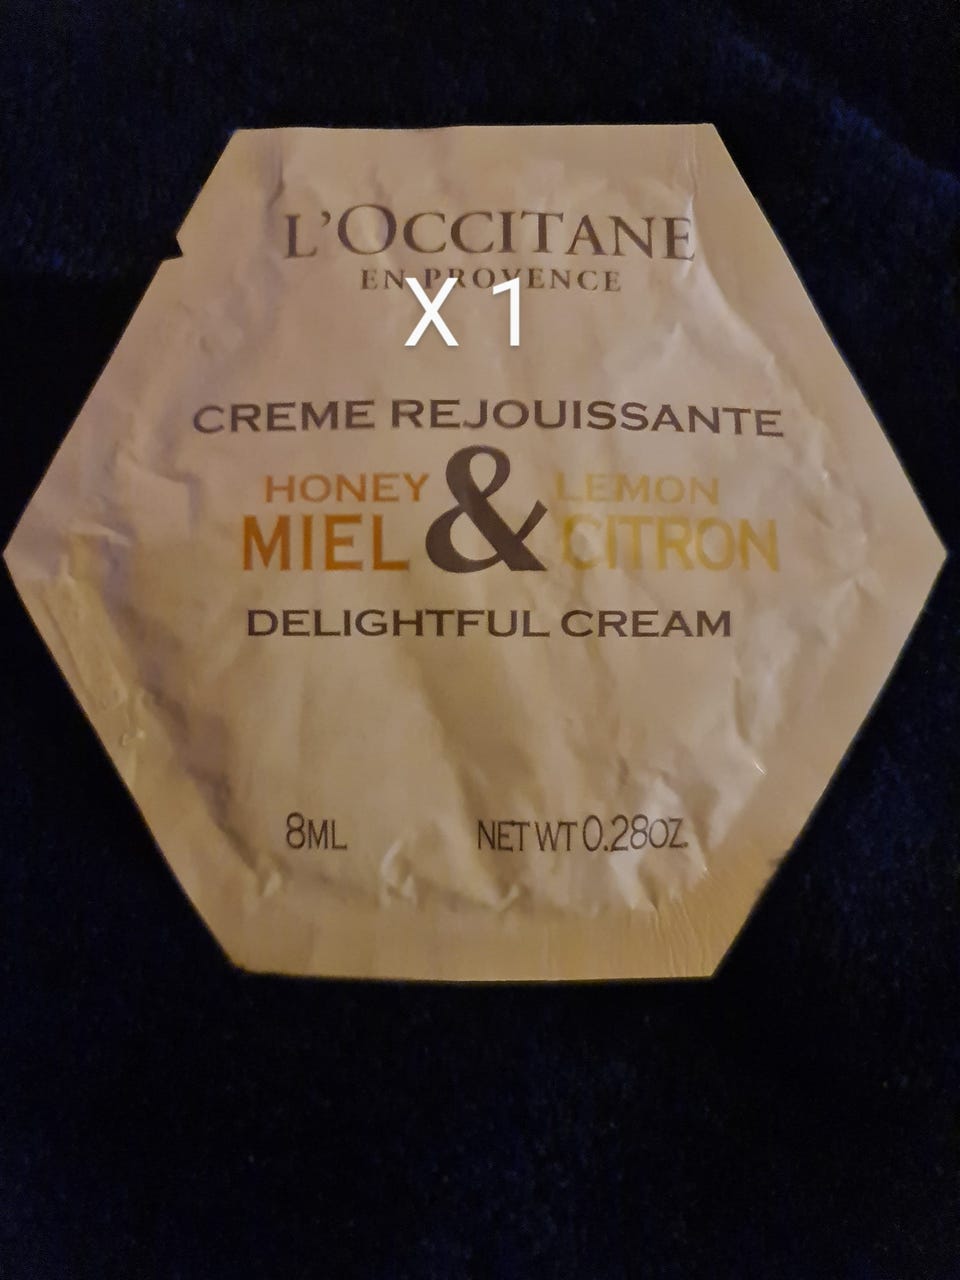 L'OCCITANE
EN PROVENCE
X 1
CREME REJOUISSANTE
HONEY & LEMON
MIEL CITRON
DELIGHTFUL CREAM
8ML NET WT 0.28OZ.